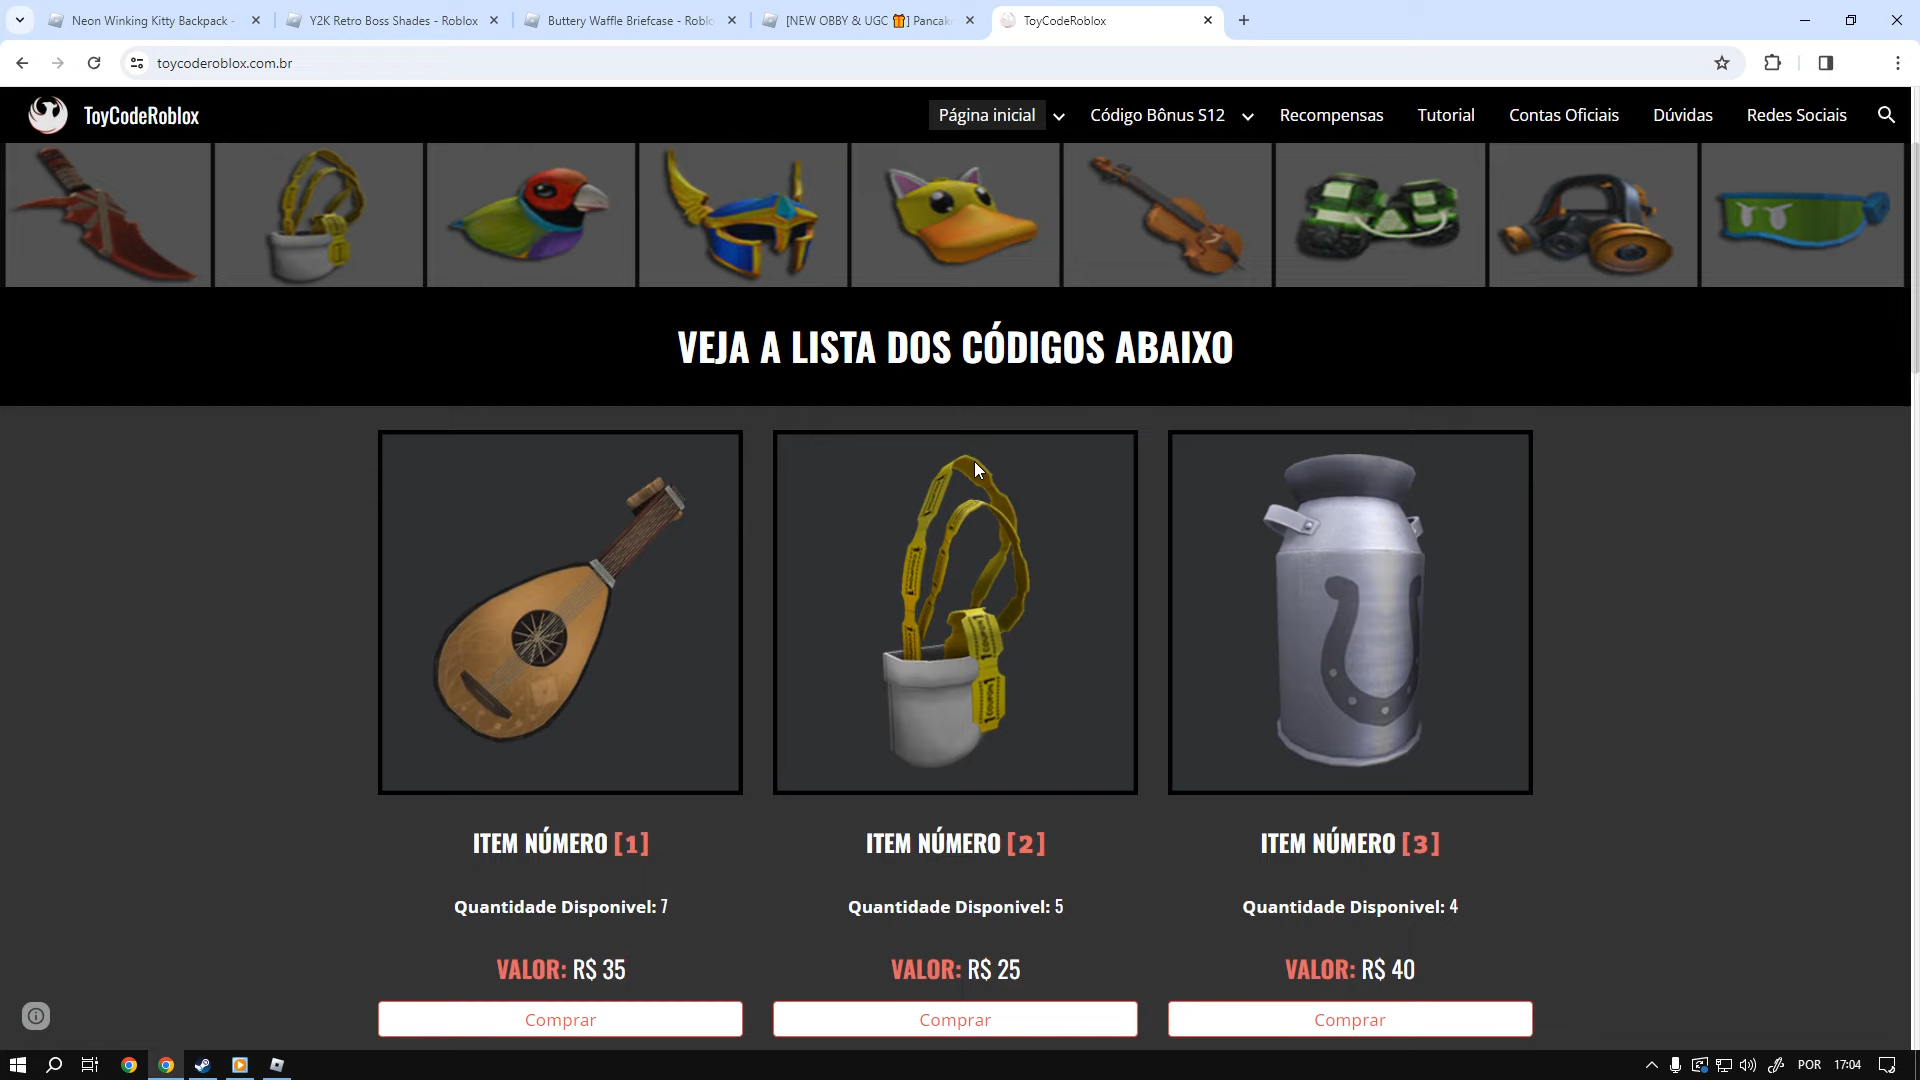 Neon Winking Kitty Backpack -
Y2K Retro Boss Shades - Roblox
Buttery Waffle Briefcase - Roblo
[NEW OBBY & UGC 🎁] Pancak
ToyCodeRoblox
toycoderoblox.com.br
ToyCodeRoblox
Página inicial
Código Bônus S12
Recompensas
Tutorial
Contas Oficiais
Dúvidas
Redes Sociais
VEJA A LISTA DOS CÓDIGOS ABAIXO
1 COUPON 1
ITEM NÚMERO [1]
ITEM NÚMERO [2]
ITEM NÚMERO [3]
Quantidade Disponivel: 7
Quantidade Disponivel: 5
Quantidade Disponivel: 4
VALOR: R$ 35
VALOR: R$ 25
VALOR: R$ 40
Comprar
Comprar
Comprar
POR
17:04